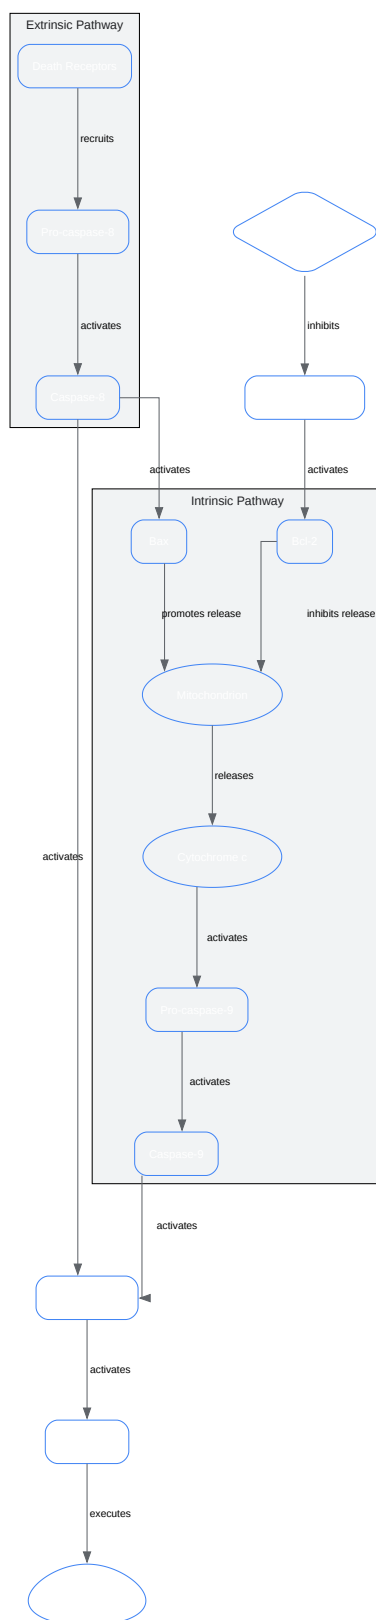 Extrinsic Pathway
Death Receptors
recruits
Pro-caspase-8
activates
inhibits
Caspase-8
activates
activates
Intrinsic Pathway
Bax
Bcl-2
promotes release
inhibits release
Mitochondrion
releases
activates
Cytochrome c
activates
Pro-caspase-9
activates
Caspase-9
activates
activates
executes